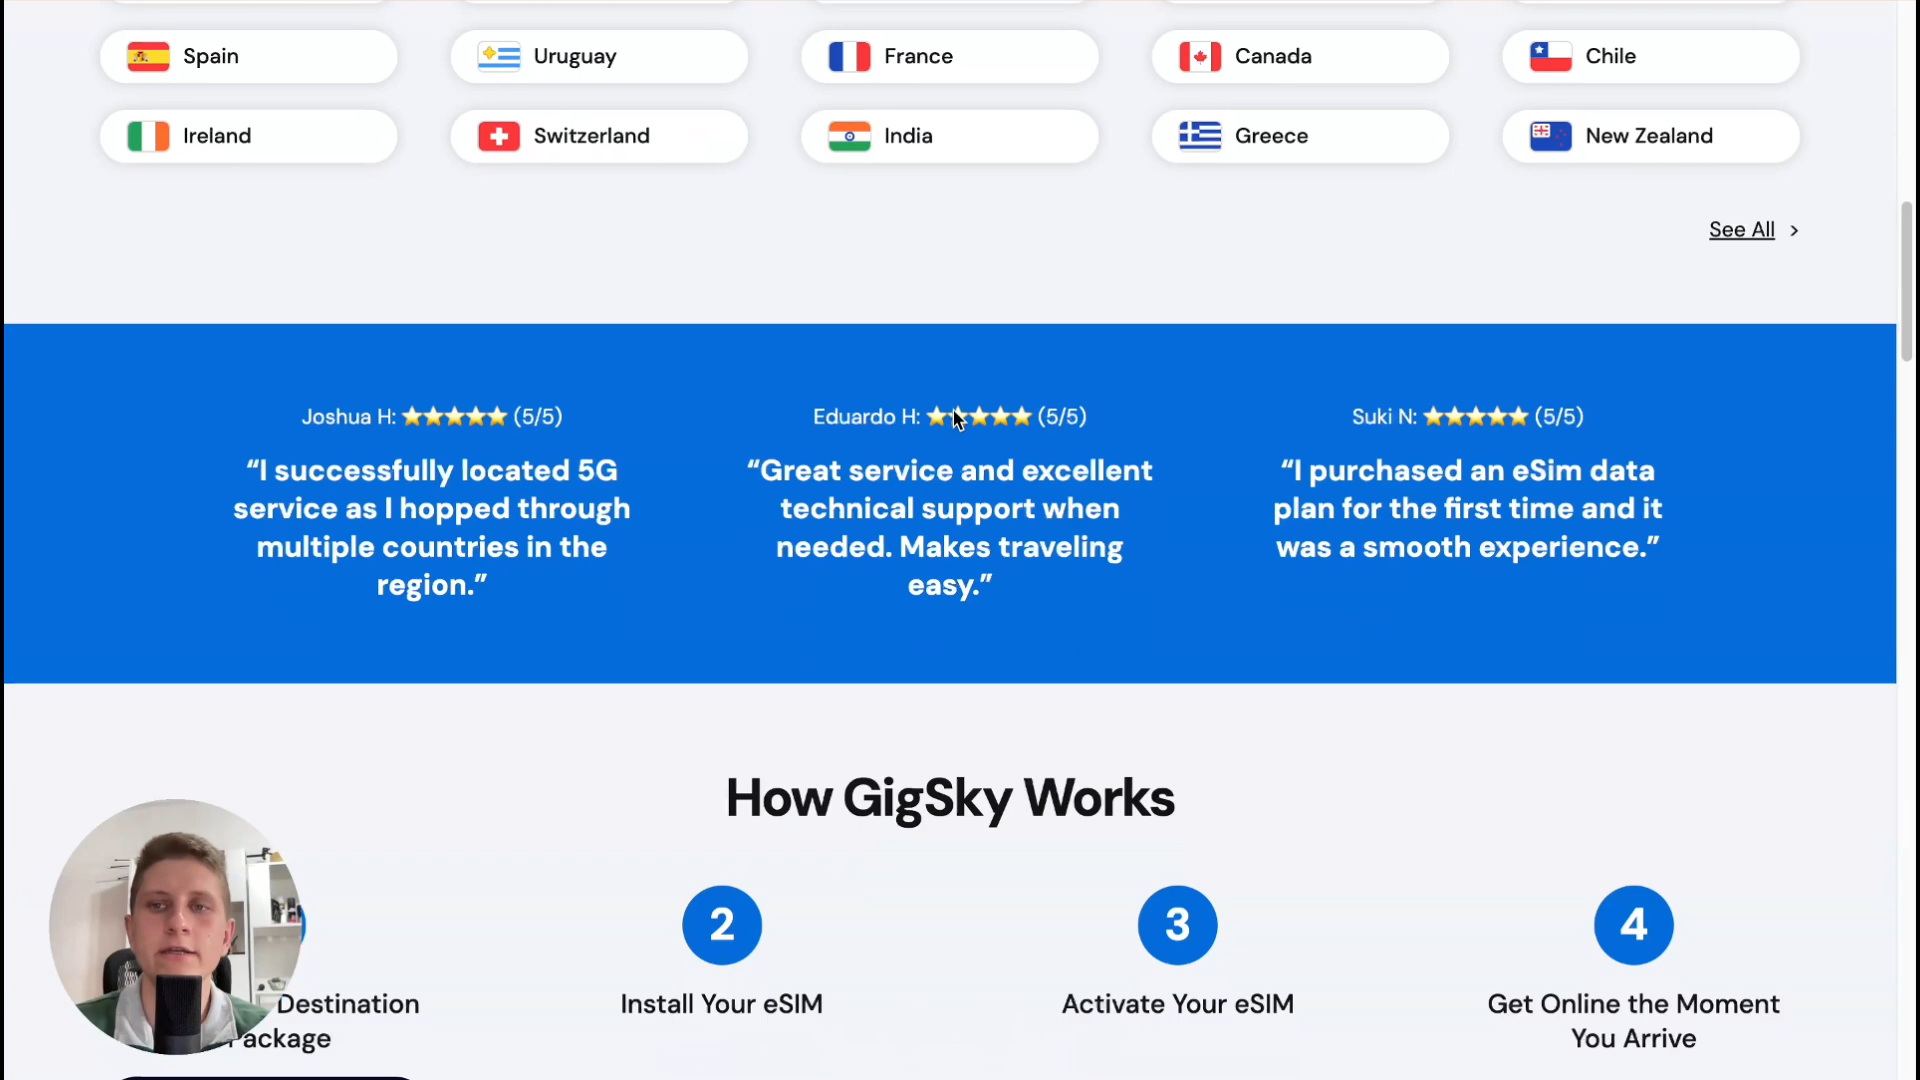 Spain
Uruguay
France
Canada
Chile
Ireland
Switzerland
India
Greece
New Zealand
See All >
Joshua H: ⭐⭐⭐⭐⭐ (5/5)
“I successfully located 5G
service as I hopped through
multiple countries in the
region.”
Eduardo H: ⭐⭐⭐⭐⭐ (5/5)
“Great service and excellent
technical support when
needed. Makes traveling
easy.”
Suki N: ⭐⭐⭐⭐⭐ (5/5)
“I purchased an eSim data
plan for the first time and it
was a smooth experience.”
How GigSky Works
Destination
Package
2
Install Your eSIM
3
Activate Your eSIM
4
Get Online the Moment
You Arrive